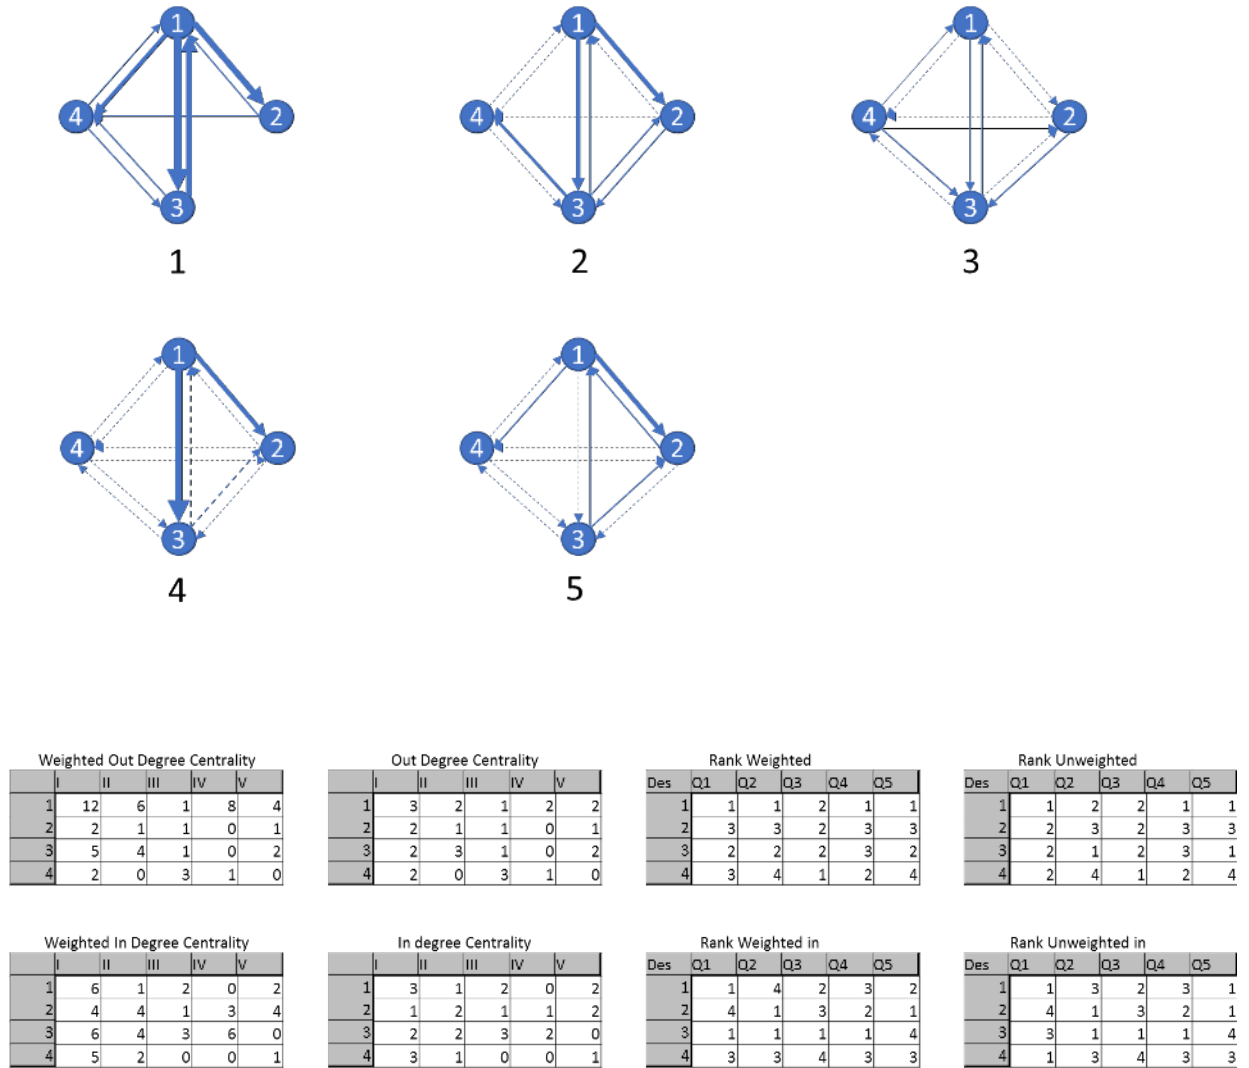 1 1 1
4 2 4 2 4 2
3 3 3
1 2 3
1 1
4 2 4 2
3 3
4 5
Weighted Out Degree Centrality
I II III IV V
1 12 6 1 8 4
2 2 1 1 0 1
3 5 4 1 0 2
4 2 0 3 1 0
Out Degree Centrality
I II III IV V
1 3 2 1 2 2
2 2 1 1 0 1
3 2 3 1 0 2
4 2 0 3 1 0
Rank Weighted
Des Q1 Q2 Q3 Q4 Q5
1 1 1 2 1 1
2 3 3 2 3 3
3 2 2 2 3 2
4 3 4 1 2 4
Rank Unweighted
Des Q1 Q2 Q3 Q4 Q5
1 1 2 2 1 1
2 2 3 2 3 3
3 2 1 2 3 1
4 2 4 1 2 4
Weighted In Degree Centrality
I II III IV V
1 6 1 2 0 2
2 4 4 1 3 4
3 6 4 3 6 0
4 5 2 0 0 1
In degree Centrality
I II III IV V
1 3 1 2 0 2
2 1 2 1 1 2
3 2 2 3 2 0
4 3 1 0 0 1
Rank Weighted in
Des Q1 Q2 Q3 Q4 Q5
1 1 4 2 3 2
2 4 1 3 2 1
3 1 1 1 1 4
4 3 3 4 3 3
Rank Unweighted in
Des Q1 Q2 Q3 Q4 Q5
1 1 3 2 3 1
2 4 1 3 2 1
3 3 1 1 1 4
4 1 3 4 3 3